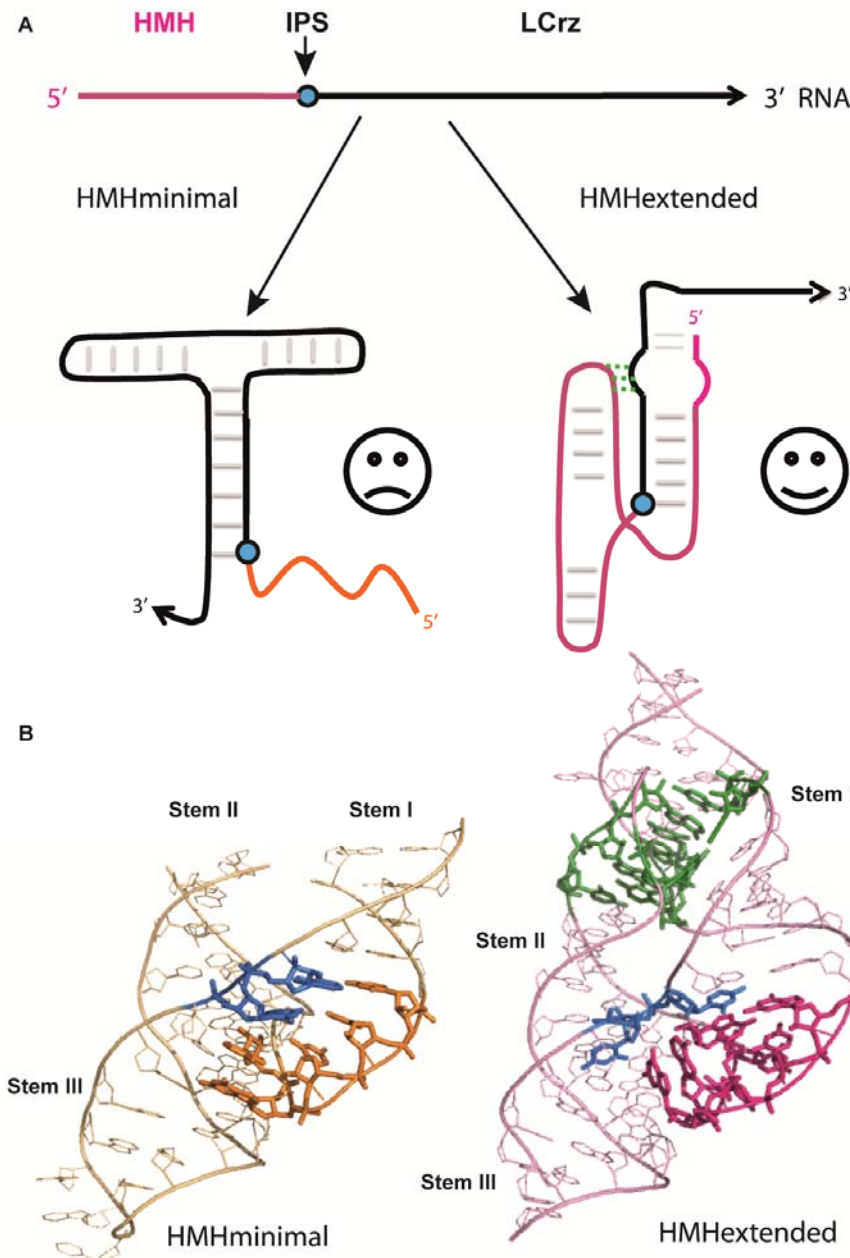 A
HMH IPS LCrz
5′ 3′ RNA
HMHminimal HMHextended
3′
5′
3′ 5′
B
Stem II Stem I Stem I
Stem II
Stem III
Stem III
HMHminimal HMHextended